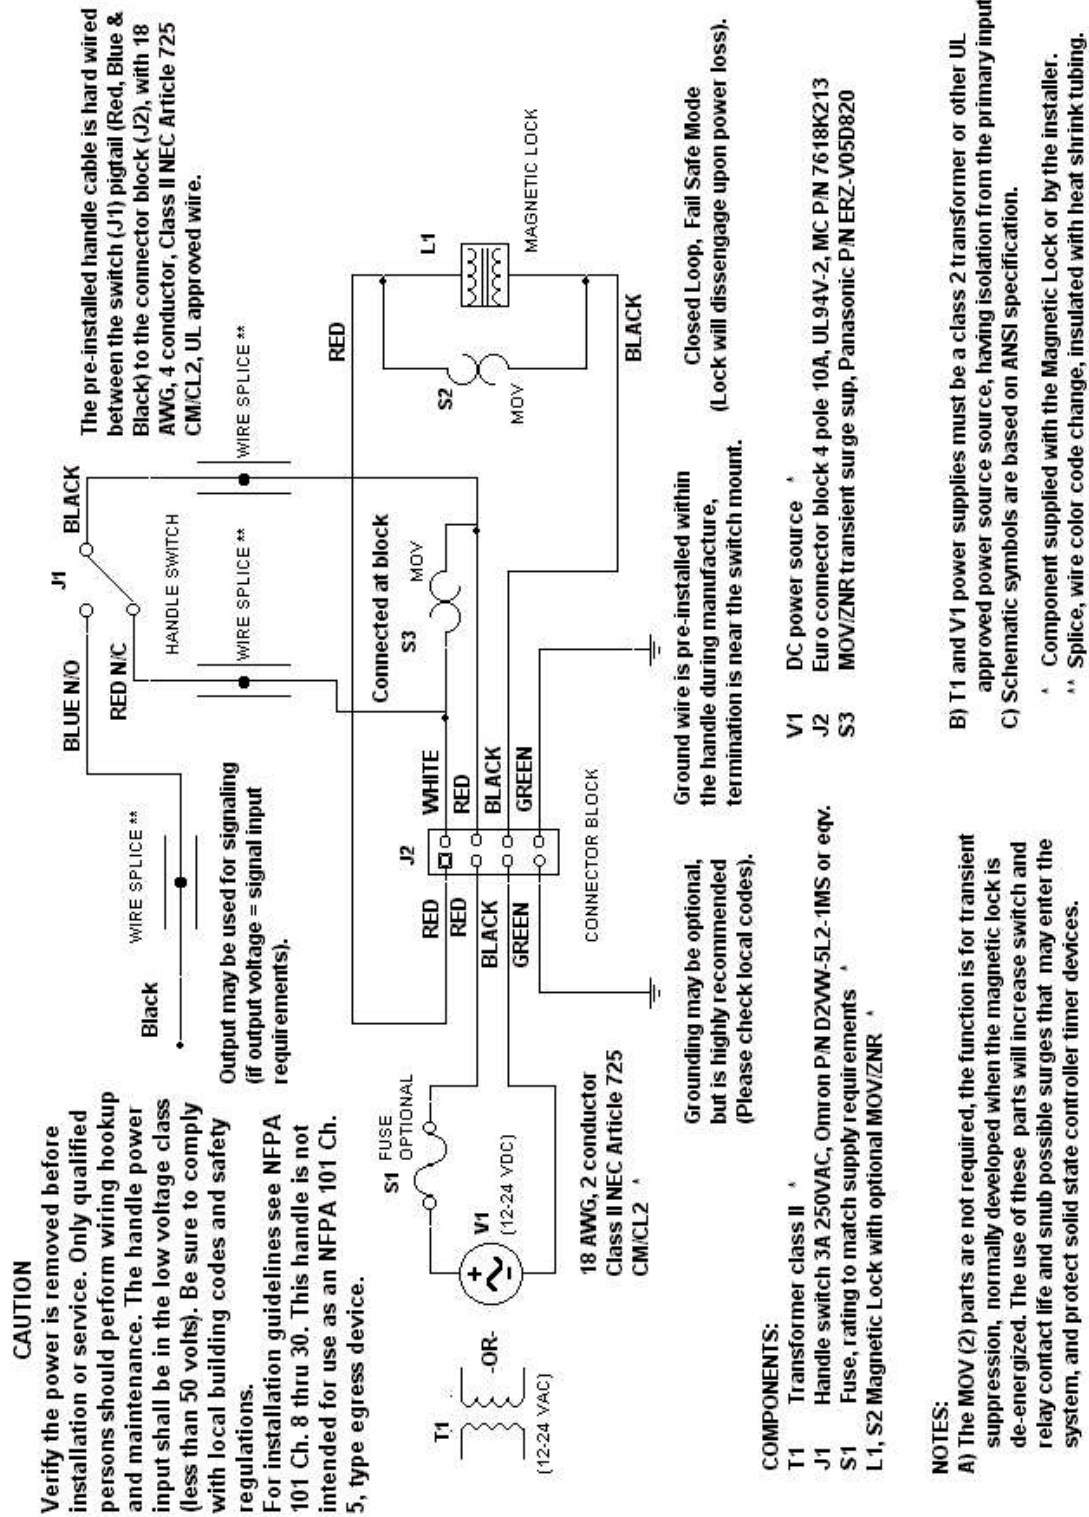 CAUTION
Verify the power is removed before
installation or service. Only qualified
persons should perform wiring hookup
and maintenance. The handle power
input shall be in the low voltage class
(less than 50 volts). Be sure to comply
with local building codes and safety
regulations.
For installation guidelines see NFPA
101 Ch. 8 thru 30. This handle is not
intended for use as an NFPA 101 Ch.
5, type egress device.
Black
WIRE SPLICE **
Output may be used for signaling
(if output voltage = signal input
requirements).
BLUE N/O
RED N/C
J1
BLACK
HANDLE SWITCH
WIRE SPLICE **
WIRE SPLICE **
The pre-installed handle cable is hard wired
between the switch (J1) pigtail (Red, Blue &
Black) to the connector block (J2), with 18
AWG, 4 conductor, Class II NEC Article 725
CM/CL2, UL approved wire.
RED
Connected at block
S3
MOV
S2
MOV
L1
MAGNETIC LOCK
BLACK
T1
(12-24 VAC)
-OR-
S1
FUSE
OPTIONAL
V1
(12-24 VDC)
+
-
18 AWG, 2 conductor
Class II NEC Article 725
CM/CL2 *
J2
RED
RED
BLACK
GREEN
WHITE
RED
BLACK
GREEN
CONNECTOR BLOCK
Grounding may be optional,
but is highly recommended
(Please check local codes).
Ground wire is pre-installed within
the handle during manufacture,
termination is near the switch mount.
Closed Loop, Fail Safe Mode
(Lock will dissengage upon power loss).
COMPONENTS:
T1 Transformer class II *
J1 Handle switch 3A 250VAC, Omron P/N D2VW-5L2-1MS or eqv.
S1 Fuse, rating to match supply requirements *
L1, S2 Magnetic Lock with optional MOV/ZNR *
V1 DC power source *
J2 Euro connector block 4 pole 10A, UL94V-2, MC P/N 7618K213
S3 MOV/ZNR transient surge sup, Panasonic P/N ERZ-V05D820
NOTES:
A) The MOV (2) parts are not required, the function is for transient
suppression, normally developed when the magnetic lock is
de-energized. The use of these parts will increase switch and
relay contact life and snub possible surges that may enter the
system, and protect solid state controller timer devices.
B) T1 and V1 power supplies must be a class 2 transformer or other UL
approved power source source, having isolation from the primary input
C) Schematic symbols are based on ANSI specification.
* Component supplied with the Magnetic Lock or by the installer.
** Splice, wire color code change, insulated with heat shrink tubing.